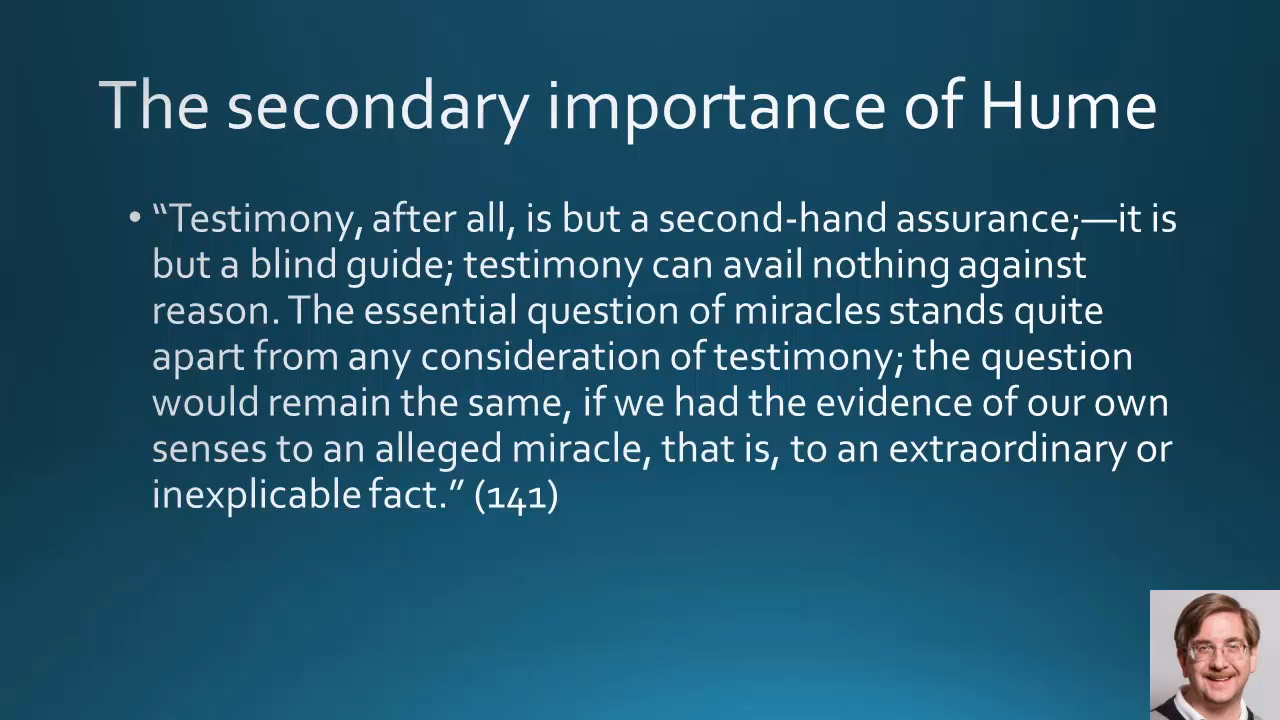 The secondary importance of Hume
• “Testimony, after all, is but a second-hand assurance;—it is
but a blind guide; testimony can avail nothing against
reason. The essential question of miracles stands quite
apart from any consideration of testimony; the question
would remain the same, if we had the evidence of our own
senses to an alleged miracle, that is, to an extraordinary or
inexplicable fact.” (141)